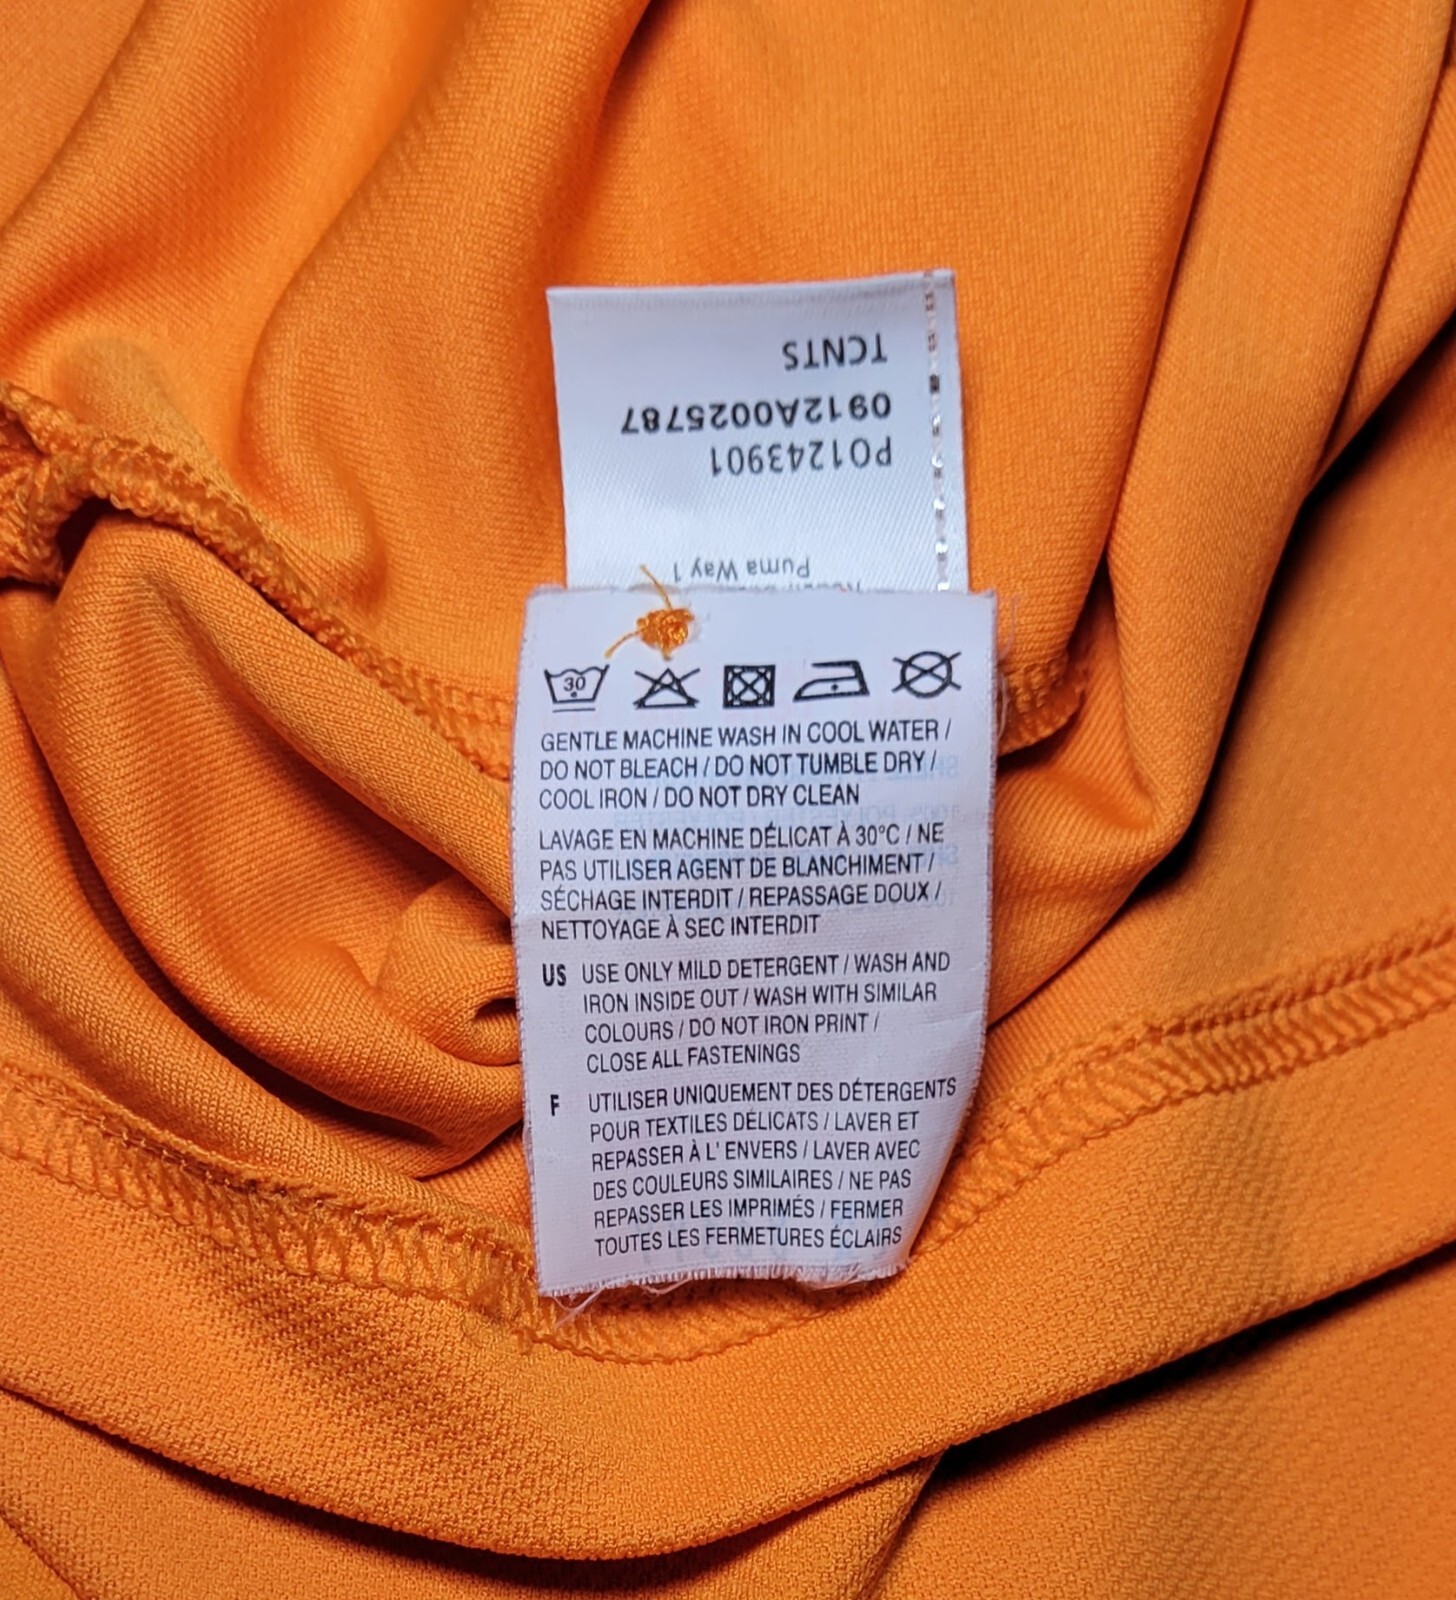 TCNTS
0912A0025787
PO1243901
Puma Way 1
30
GENTLE MACHINE WASH IN COOL WATER /
DO NOT BLEACH / DO NOT TUMBLE DRY /
COOL IRON / DO NOT DRY CLEAN
LAVAGE EN MACHINE DÉLICAT À 30°C / NE
PAS UTILISER AGENT DE BLANCHIMENT /
SÉCHAGE INTERDIT / REPASSAGE DOUX /
NETTOYAGE À SEC INTERDIT
US USE ONLY MILD DETERGENT / WASH AND
IRON INSIDE OUT / WASH WITH SIMILAR
COLOURS / DO NOT IRON PRINT /
CLOSE ALL FASTENINGS
F UTILISER UNIQUEMENT DES DÉTERGENTS
POUR TEXTILES DÉLICATS / LAVER ET
REPASSER À L' ENVERS / LAVER AVEC
DES COULEURS SIMILAIRES / NE PAS
REPASSER LES IMPRIMÉS / FERMER
TOUTES LES FERMETURES ÉCLAIRS